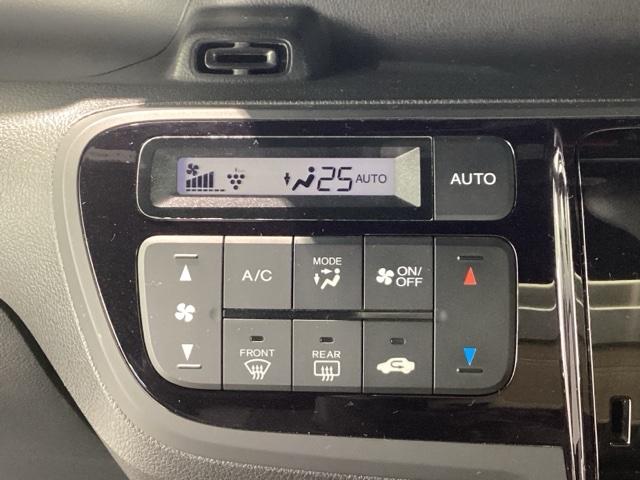 25 AUTO
AUTO
A/C
MODE
ON/
OFF
FRONT
REAR